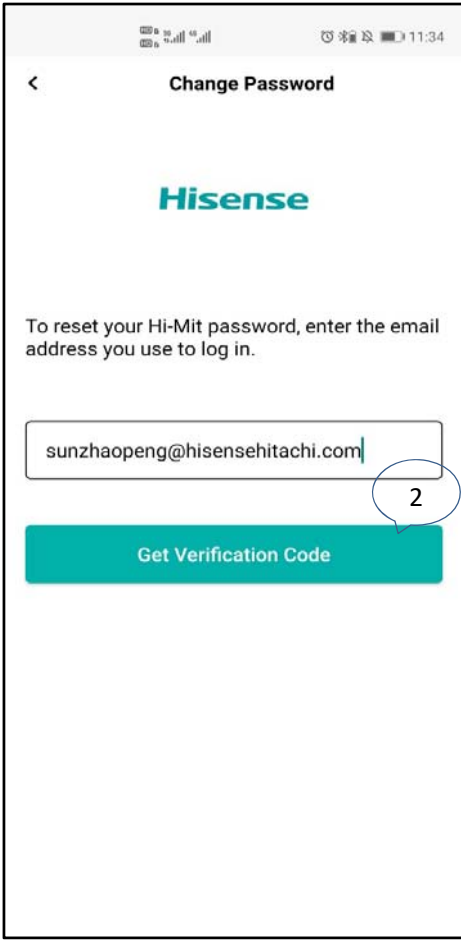 11:34
Change Password
Hisense
To reset your Hi-Mit password, enter the email
address you use to log in.
sunzhaopeng@hisensehitachi.com
2
Get Verification Code